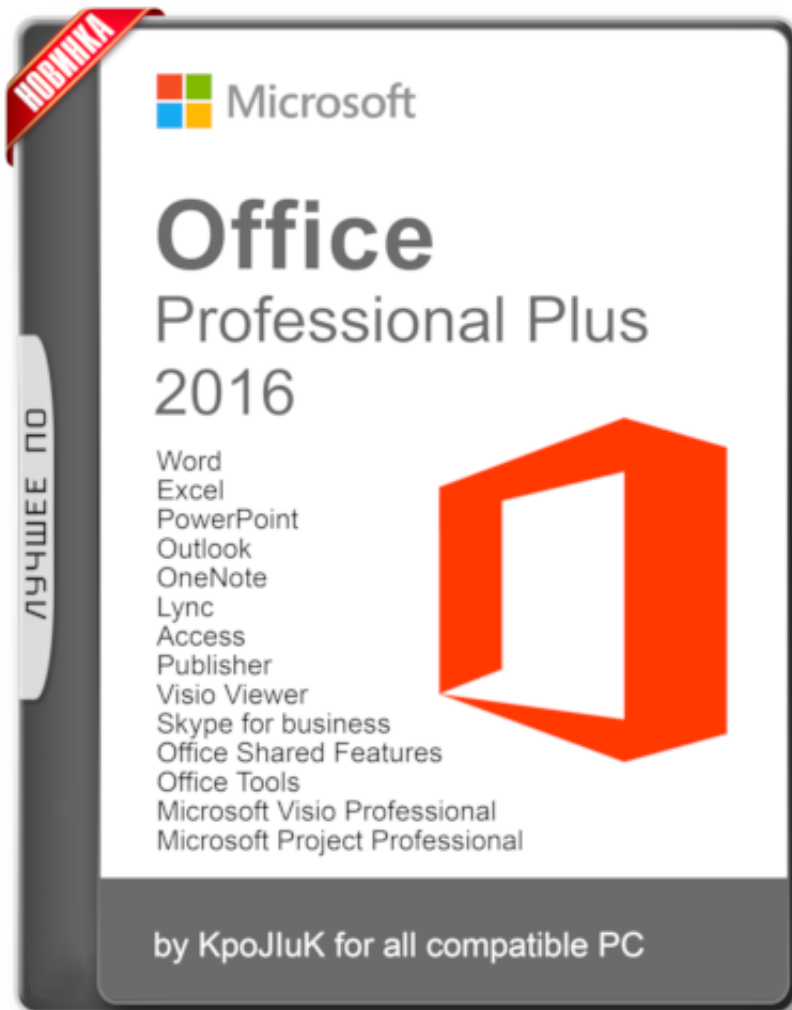 НОВИНКА
Microsoft
Office
Professional Plus
2016
Word
Excel
PowerPoint
Outlook
OneNote
Lync
Access
Publisher
Visio Viewer
Skype for business
Office Shared Features
Office Tools
Microsoft Visio Professional
Microsoft Project Professional
ЛУЧШЕЕ ПО
by KpoJIuK for all compatible PC